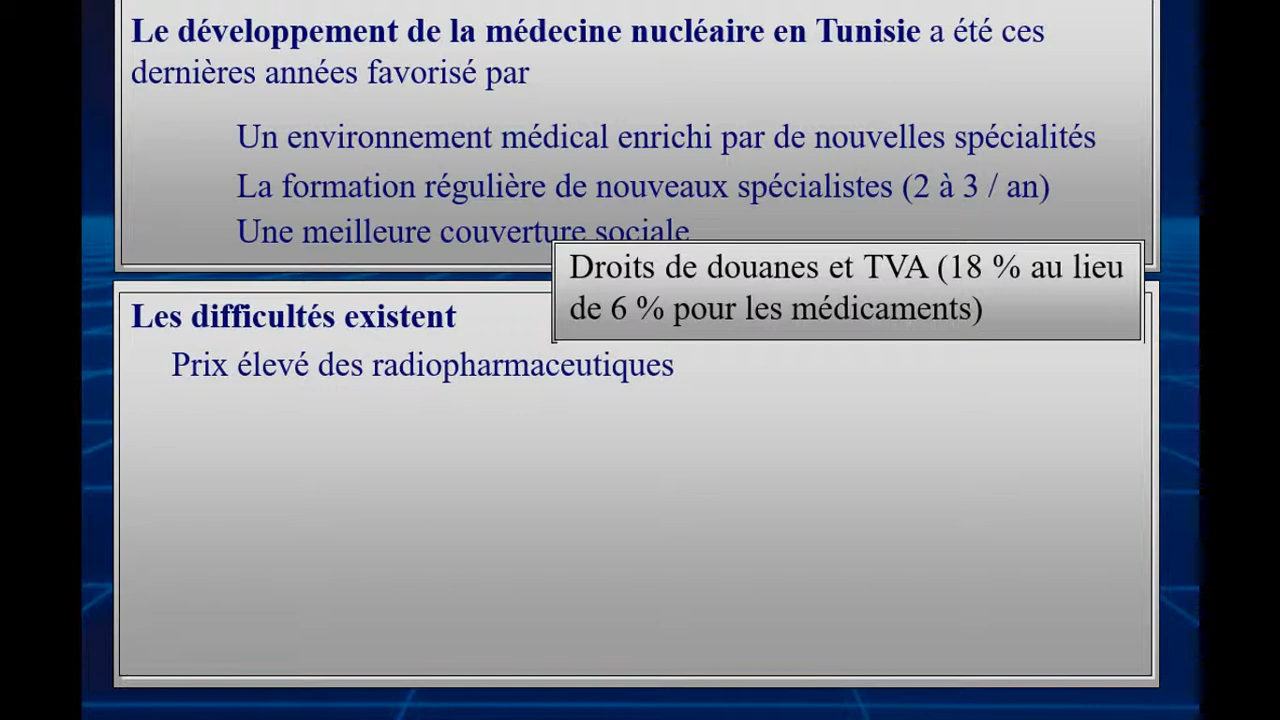 Le développement de la médecine nucléaire en Tunisie a été ces
dernières années favorisé par
Un environnement médical enrichi par de nouvelles spécialités
La formation régulière de nouveaux spécialistes (2 à 3 / an)
Une meilleure couverture sociale
Droits de douanes et TVA (18 % au lieu
de 6 % pour les médicaments)
Les difficultés existent
Prix élevé des radiopharmaceutiques